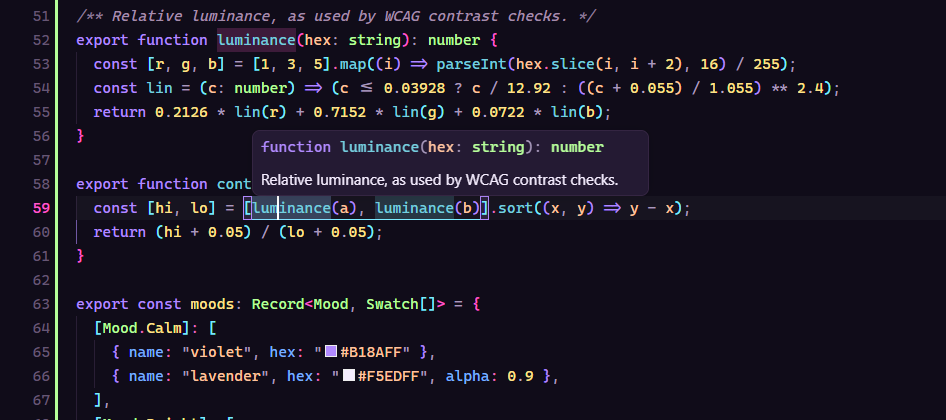 51 /** Relative luminance, as used by WCAG contrast checks. */
52 export function luminance(hex: string): number {
53 const [r, g, b] = [1, 3, 5].map((i) => parseInt(hex.slice(i, i + 2), 16) / 255);
54 const lin = (c: number) => (c ≤ 0.03928 ? c / 12.92 : ((c + 0.055) / 1.055) ** 2.4);
55 return 0.2126 * lin(r) + 0.7152 * lin(g) + 0.0722 * lin(b);
56 }
function luminance(hex: string): number
57
Relative luminance, as used by WCAG contrast checks.
58 export function cont
59 const [hi, lo] = [luminance(a), luminance(b)].sort((x, y) => y - x);
60 return (hi + 0.05) / (lo + 0.05);
61 }
62
63 export const moods: Record<Mood, Swatch[]> = {
64 [Mood.Calm]: [
65 { name: "violet", hex: "#B18AFF" },
66 { name: "lavender", hex: "#F5EDFF", alpha: 0.9 },
67 ],